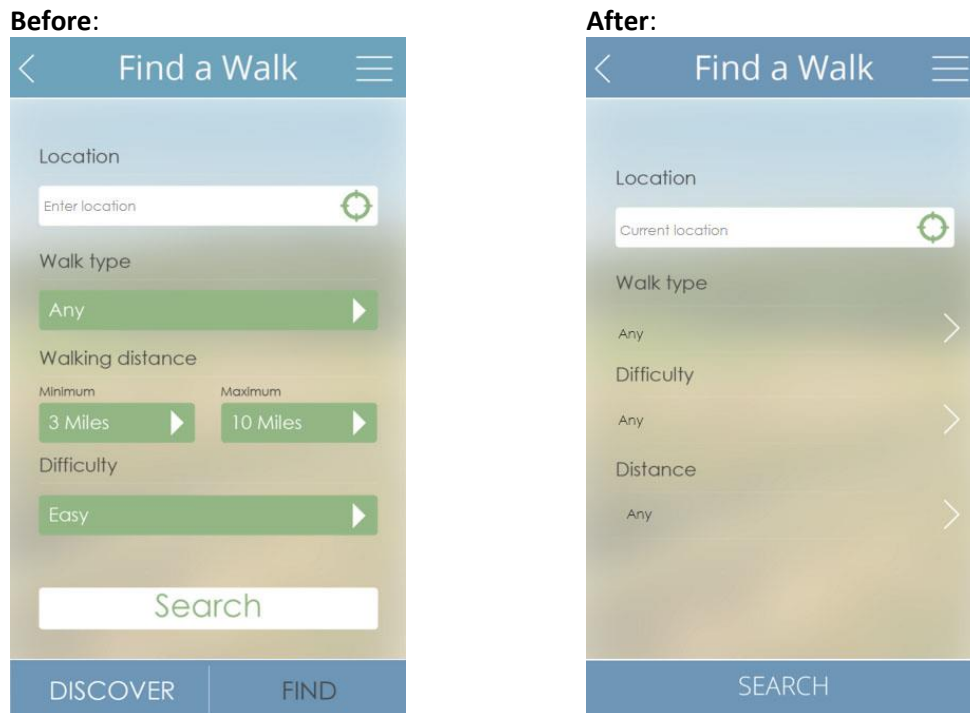 Before:
Find a Walk
Location
Enter location
Walk type
Any
Walking distance
Minimum Maximum
3 Miles 10 Miles
Difficulty
Easy
Search
DISCOVER FIND
After:
Find a Walk
Location
Current location
Walk type
Any
Difficulty
Any
Distance
Any
SEARCH